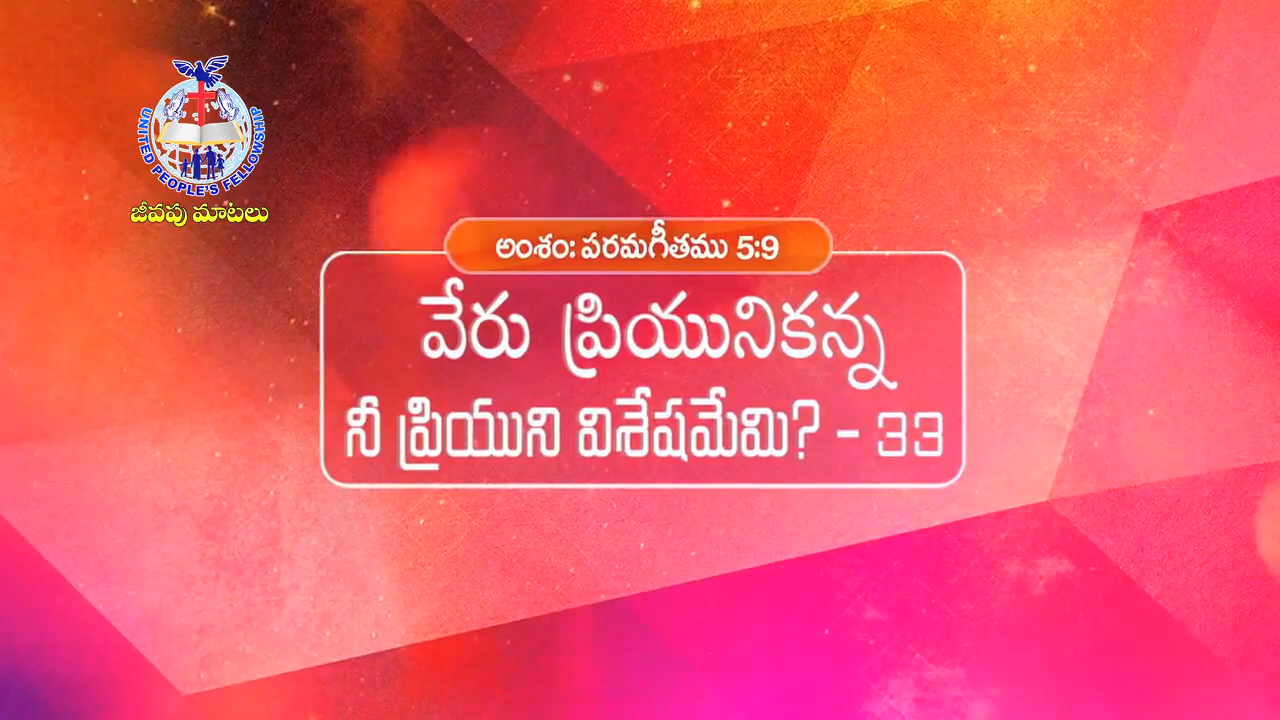 UNITED PEOPLE'S FELLOWSHIP
జీవపు మాటలు
అంశం: పరమగీతము 5:9
వేరు ప్రియునికన్న
నీ ప్రియుని విశేషమేమి? - 33